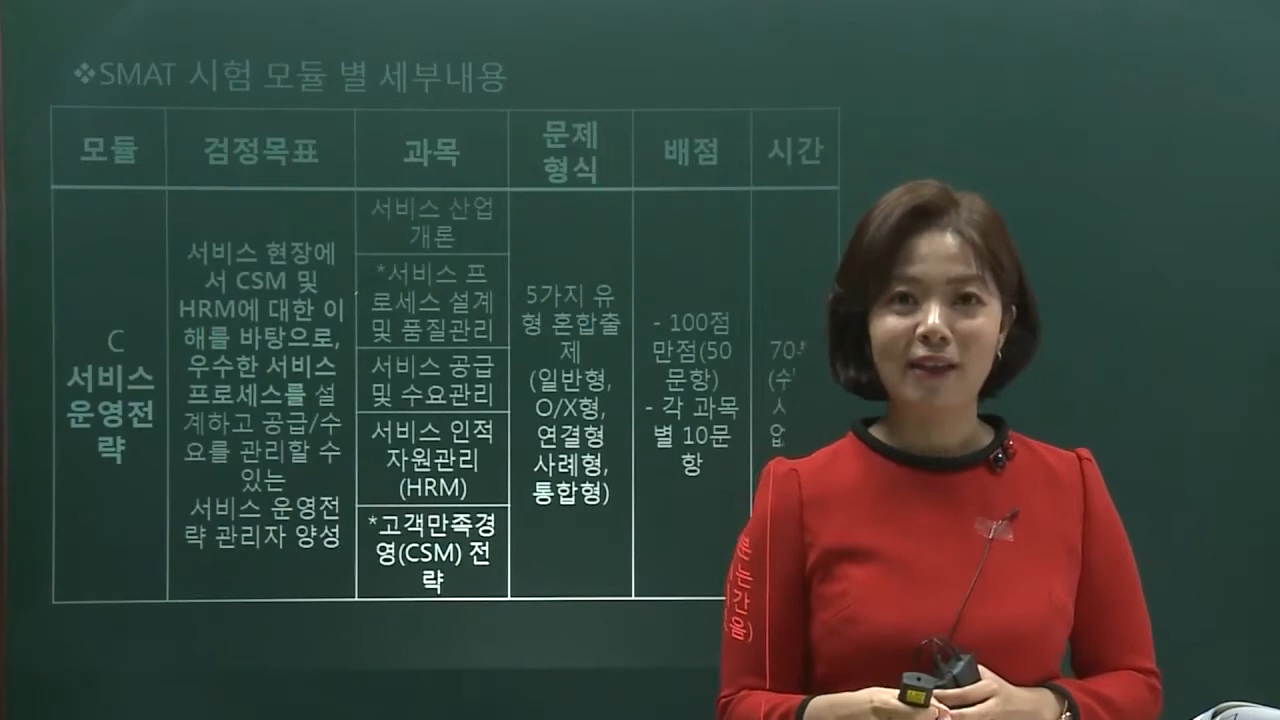 ❖SMAT 시험 모듈 별 세부내용
모듈
검정목표
과목
문제
형식
배점
시간
C
서비스
운영전
략
서비스 현장에
서 CSM 및
HRM에 대한 이
해를 바탕으로,
우수한 서비스
프로세스를 설
계하고 공급/수
요를 관리할 수
있는
서비스 운영전
략 관리자 양성
서비스 산업
개론
*서비스 프
로세스 설계
및 품질관리
서비스 공급
및 수요관리
서비스 인적
자원관리
(HRM)
*고객만족경
영(CSM) 전
략
5가지 유
형 혼합출
제
(일반형,
O/X형,
연결형
사례형,
통합형)
- 100점
만점(50
문항)
- 각 과목
별 10문
항
70